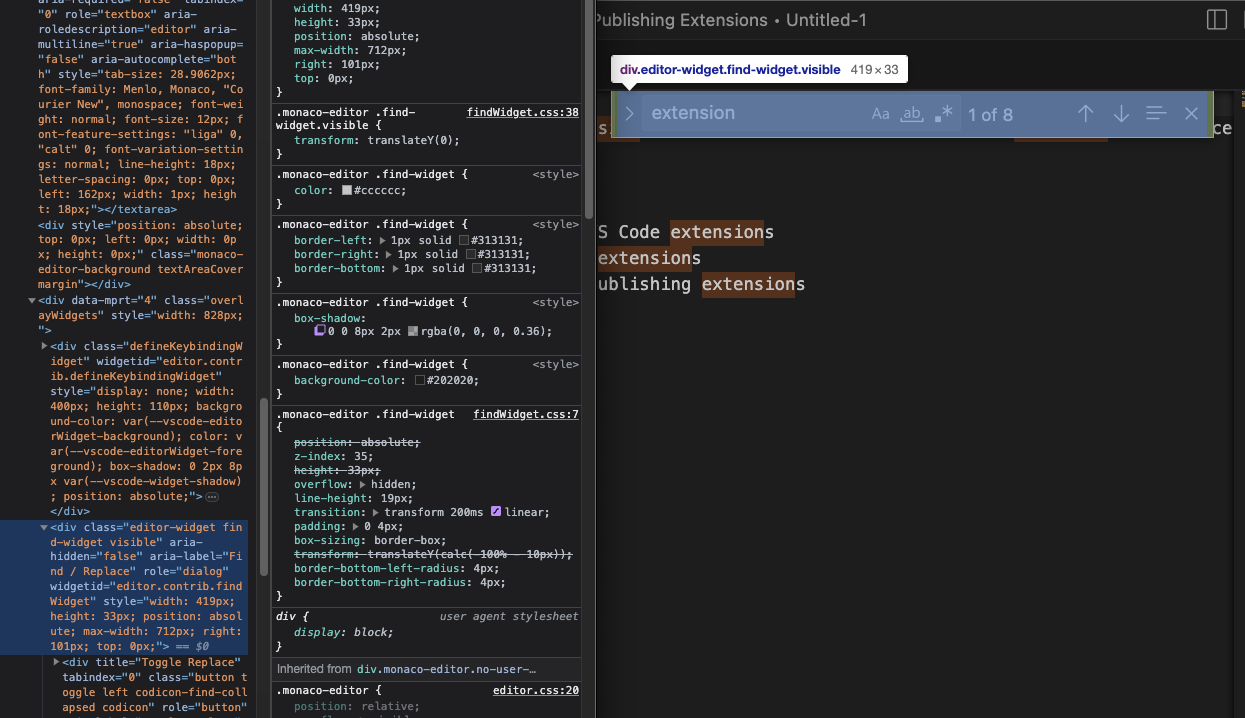 "0" role="textbox" aria-
roledescription="editor" aria-
multiline="true" aria-haspopup=
"false" aria-autocomplete="bot
h" style="tab-size: 28.9062px;
font-family: Menlo, Monaco, "Co
urier New", monospace; font-wei
ght: normal; font-size: 12px; f
ont-feature-settings: "liga" 0,
"calt" 0; font-variation-settin
gs: normal; line-height: 18px;
letter-spacing: 0px; top: 0px;
left: 162px; width: 1px; heigh
t: 18px;"></textarea>
<div style="position: absolute;
top: 0px; left: 0px; width: 0p
x; height: 0px;" class="monaco-
editor-background textAreaCover
margin"></div>
<div data-mprt="4" class="overl
ayWidgets" style="width: 828px;
">
<div class="defineKeybindingW
idget" widgetid="editor.contr
ib.defineKeybindingWidget"
style="display: none; width:
400px; height: 110px; backgro
und-color: var(--vscode-edito
rWidget-background); color: v
ar(--vscode-editorWidget-fore
ground); box-shadow: 0 2px 8p
x var(--vscode-widget-shadow)
; position: absolute;">
</div>
<div class="editor-widget fin
d-widget visible" aria-
hidden="false" aria-label="Fi
nd / Replace" role="dialog"
widgetid="editor.contrib.find
Widget" style="width: 419px;
height: 33px; position: absol
ute; max-width: 712px; right:
101px; top: 0px;"> == $0
<div title="Toggle Replace"
tabindex="0" class="button t
oggle left codicon-find-coll
apsed codicon" role="button"
width: 419px;
height: 33px;
position: absolute;
max-width: 712px;
right: 101px;
top: 0px;
}
.monaco-editor .find- findWidget.css:38
widget.visible {
transform: translateY(0);
}
.monaco-editor .find-widget { <style>
color: #cccccc;
}
.monaco-editor .find-widget { <style>
border-left: 1px solid #313131;
border-right: 1px solid #313131;
border-bottom: 1px solid #313131;
}
.monaco-editor .find-widget { <style>
box-shadow:
0 0 8px 2px rgba(0, 0, 0, 0.36);
}
.monaco-editor .find-widget { <style>
background-color: #202020;
}
.monaco-editor .find-widget findWidget.css:7
{
position: absolute;
z-index: 35;
height: 33px;
overflow: hidden;
line-height: 19px;
transition: transform 200ms linear;
padding: 0 4px;
box-sizing: border-box;
transform: translateY(calc(-100% - 10px));
border-bottom-left-radius: 4px;
border-bottom-right-radius: 4px;
}
div { user agent stylesheet
display: block;
}
Inherited from div.monaco-editor.no-user-…
.monaco-editor { editor.css:20
position: relative;
Publishing Extensions • Untitled-1
div.editor-widget.find-widget.visible 419 × 33
extension Aa ab .* 1 of 8
s. ce
S Code extensions
extensions
ublishing extensions